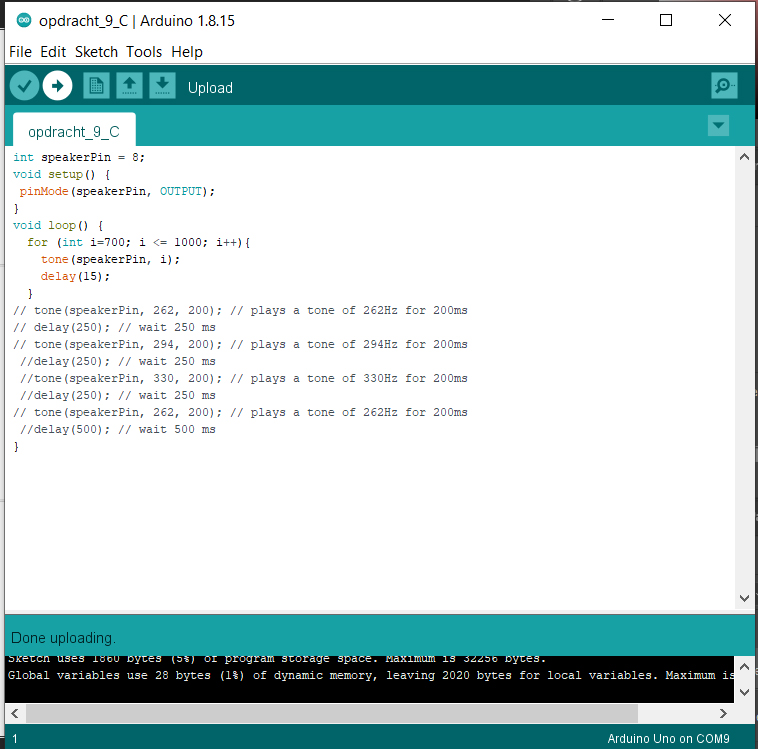 opdracht_9_C | Arduino 1.8.15
File Edit Sketch Tools Help
Upload
opdracht_9_C
int speakerPin = 8;
void setup() {
 pinMode(speakerPin, OUTPUT);
}
void loop() {
  for (int i=700; i <= 1000; i++){
    tone(speakerPin, i);
    delay(15);
  }
// tone(speakerPin, 262, 200); // plays a tone of 262Hz for 200ms
// delay(250); // wait 250 ms
// tone(speakerPin, 294, 200); // plays a tone of 294Hz for 200ms
 //delay(250); // wait 250 ms
 //tone(speakerPin, 330, 200); // plays a tone of 330Hz for 200ms
 //delay(250); // wait 250 ms
// tone(speakerPin, 262, 200); // plays a tone of 262Hz for 200ms
 //delay(500); // wait 500 ms
}
Done uploading.
Sketch uses 1860 bytes (5%) of program storage space. Maximum is 32256 bytes.
Global variables use 28 bytes (1%) of dynamic memory, leaving 2020 bytes for local variables. Maximum is
1
Arduino Uno on COM9